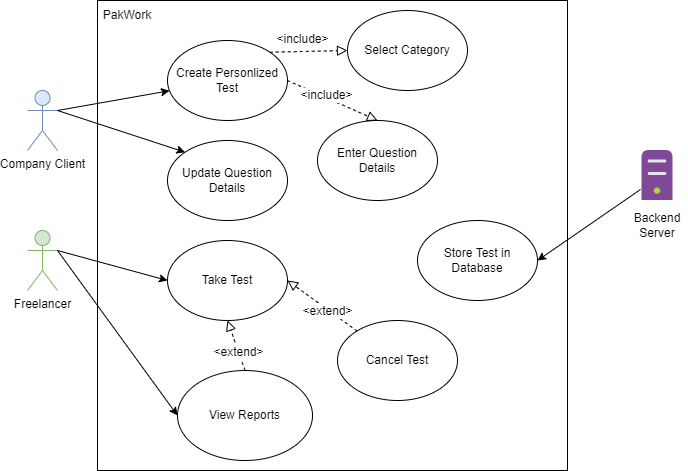 PakWork
<include>
Select Category
Create Personlized
Test
<include>
Company Client
Enter Question
Details
Update Question
Details
Backend
Server
Store Test in
Database
Take Test
Freelancer
<extend>
<extend>
Cancel Test
View Reports